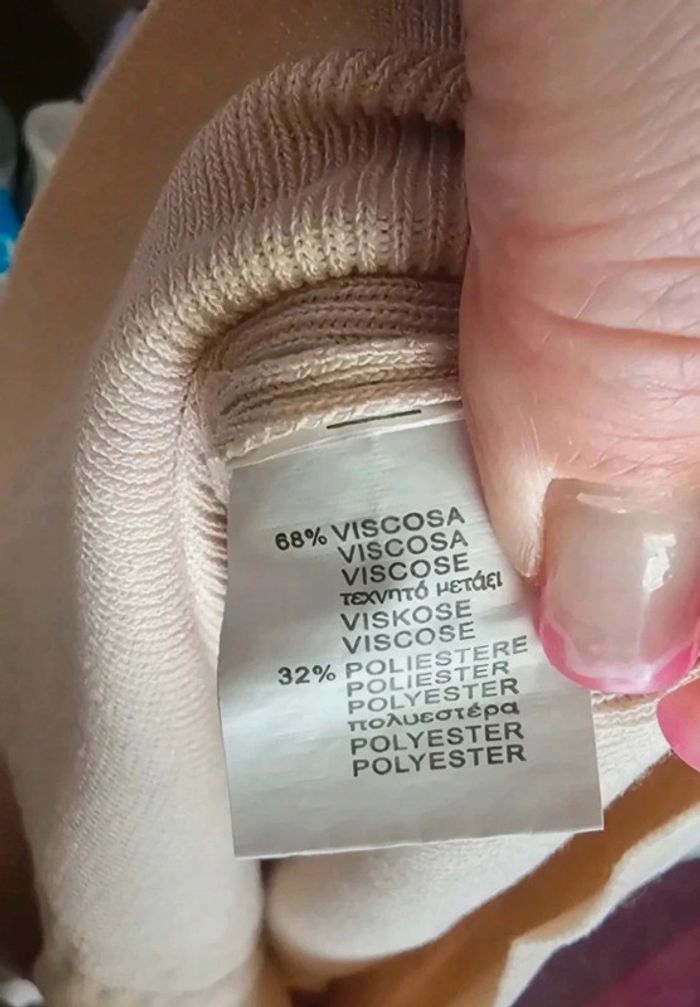 68% VISCOSA
VISCOSA
VISCOSE
τεχνητό μετάξι
VISKOSE
VISCOSE
32% POLIESTERE
POLIESTER
POLYESTER
πολυεστέρα
POLYESTER
POLYESTER